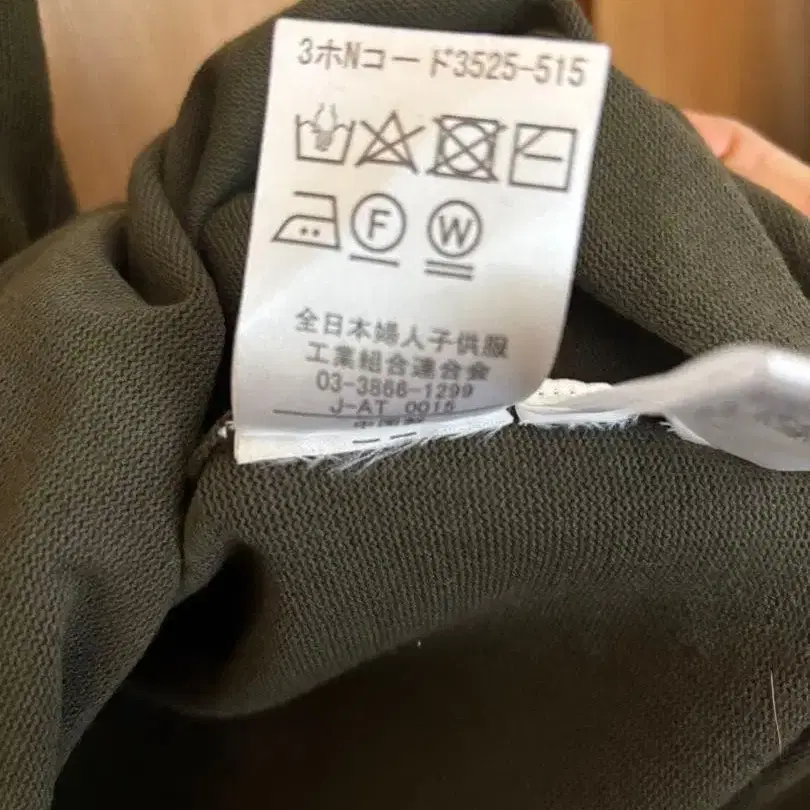 3ホNコード3525-515
F W
全日本婦人子供服
工業組合連合会
03-3866-1299
J-AT 0015